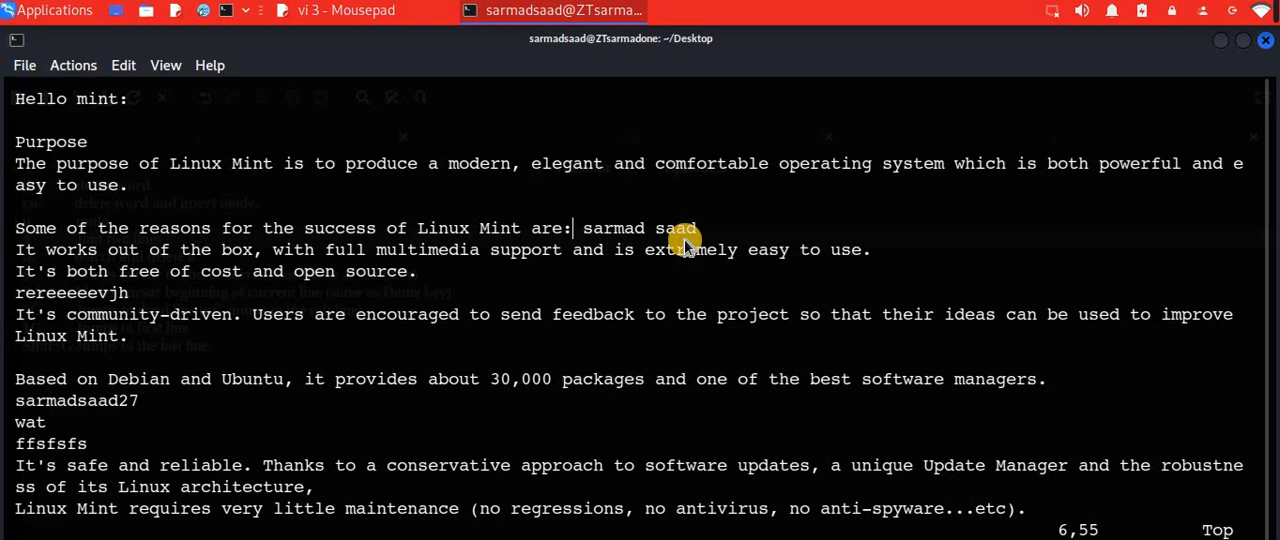 Applications vi 3 - Mousepad sarmadsaad@ZTsarma...
sarmadsaad@ZTsarmadone: ~/Desktop
File Actions Edit View Help
Hello mint:
Purpose
The purpose of Linux Mint is to produce a modern, elegant and comfortable operating system which is both powerful and e
asy to use.
Some of the reasons for the success of Linux Mint are: sarmad saad
It works out of the box, with full multimedia support and is extremely easy to use.
It's both free of cost and open source.
rereeeeevjh
It's community-driven. Users are encouraged to send feedback to the project so that their ideas can be used to improve
Linux Mint.
Based on Debian and Ubuntu, it provides about 30,000 packages and one of the best software managers.
sarmadsaad27
wat
ffsfsfs
It's safe and reliable. Thanks to a conservative approach to software updates, a unique Update Manager and the robustne
ss of its Linux architecture,
Linux Mint requires very little maintenance (no regressions, no antivirus, no anti-spyware...etc).
6,55 Top